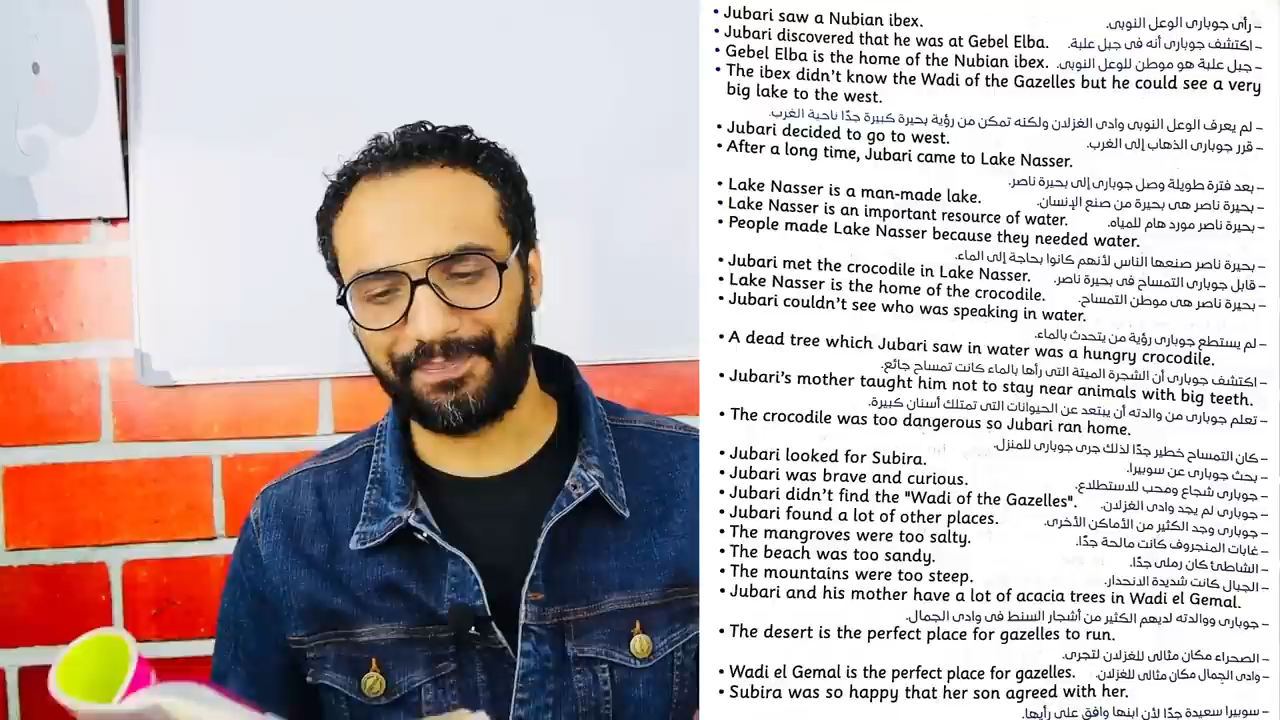 • Jubari saw a Nubian ibex.
– رأى جوبارى الوعل النوبى.
• Jubari discovered that he was at Gebel Elba.
– اكتشف جوبارى أنه فى جبل علبة.
• Gebel Elba is the home of the Nubian ibex.
– جبل علبة هو موطن للوعل النوبى.
• The ibex didn't know the Wadi of the Gazelles but he could see a very
big lake to the west.
– لم يعرف الوعل النوبى وادى الغزلان ولكنه تمكن من رؤية بحيرة كبيرة جدًا ناحية الغرب.
• Jubari decided to go to west.
– قرر جوبارى الذهاب إلى الغرب.
• After a long time, Jubari came to Lake Nasser.
– بعد فترة طويلة وصل جوبارى إلى بحيرة ناصر.
• Lake Nasser is a man-made lake.
– بحيرة ناصر هى بحيرة من صنع الإنسان.
• Lake Nasser is an important resource of water.
– بحيرة ناصر مورد هام للمياه.
• People made Lake Nasser because they needed water.
– بحيرة ناصر صنعها الناس لأنهم كانوا بحاجة إلى الماء.
• Jubari met the crocodile in Lake Nasser.
– قابل جوبارى التمساح فى بحيرة ناصر.
• Lake Nasser is the home of the crocodile.
– بحيرة ناصر هى موطن التمساح.
• Jubari couldn't see who was speaking in water.
– لم يستطع جوبارى رؤية من يتحدث بالماء.
• A dead tree which Jubari saw in water was a hungry crocodile.
– اكتشف جوبارى أن الشجرة الميتة التى رأها بالماء كانت تمساح جائع.
• Jubari's mother taught him not to stay near animals with big teeth.
– تعلم جوبارى من والدته أن يبتعد عن الحيوانات التى تمتلك أسنان كبيرة.
• The crocodile was too dangerous so Jubari ran home.
– كان التمساح خطير جدًا لذلك جرى جوبارى للمنزل.
• Jubari looked for Subira.
– بحث جوبارى عن سوبيرا.
• Jubari was brave and curious.
– جوبارى شجاع ومحب للاستطلاع.
• Jubari didn't find the "Wadi of the Gazelles".
– جوبارى لم يجد وادى الغزلان.
• Jubari found a lot of other places.
– جوبارى وجد الكثير من الأماكن الأخرى.
• The mangroves were too salty.
– غابات المنجروف كانت مالحة جدًا.
• The beach was too sandy.
– الشاطئ كان رملى جدًا.
• The mountains were too steep.
– الجبال كانت شديدة الانحدار.
• Jubari and his mother have a lot of acacia trees in Wadi el Gemal.
– جوبارى ووالدته لديهم الكثير من أشجار السنط فى وادى الجمال.
• The desert is the perfect place for gazelles to run.
– الصحراء مكان مثالى للغزلان لتجرى.
• Wadi el Gemal is the perfect place for gazelles.
– وادى الجمال مكان مثالى للغزلان.
• Subira was so happy that her son agreed with her.
– سوبيرا سعيدة جدًا لأن ابنها وافق على رأيها.